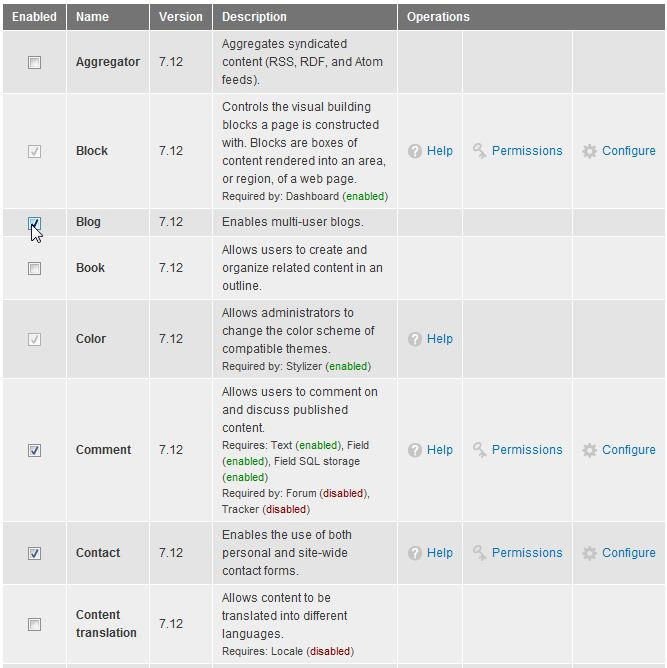 Enabled Name Version Description Operations
Aggregator 7.12 Aggregates syndicated
content (RSS, RDF, and Atom
feeds).
Controls the visual building
blocks a page is constructed
with. Blocks are boxes of
Block 7.12 content rendered into an area, Help Permissions Configure
or region, of a web page.
Required by: Dashboard (enabled)
Blog 7.12 Enables multi-user blogs.
Allows users to create and
Book 7.12 organize related content in an
outline.
Allows administrators to
change the color scheme of
Color 7.12 compatible themes. Help
Required by: Stylizer (enabled)
Allows users to comment on
and discuss published
content.
Requires: Text (enabled), Field
Comment 7.12 (enabled), Field SQL storage Help Permissions Configure
(enabled)
Required by: Forum (disabled),
Tracker (disabled)
Enables the use of both
Contact 7.12 personal and site-wide Help Permissions Configure
contact forms.
Allows content to be
Content translated into different
translation 7.12 languages.
Requires: Locale (disabled)